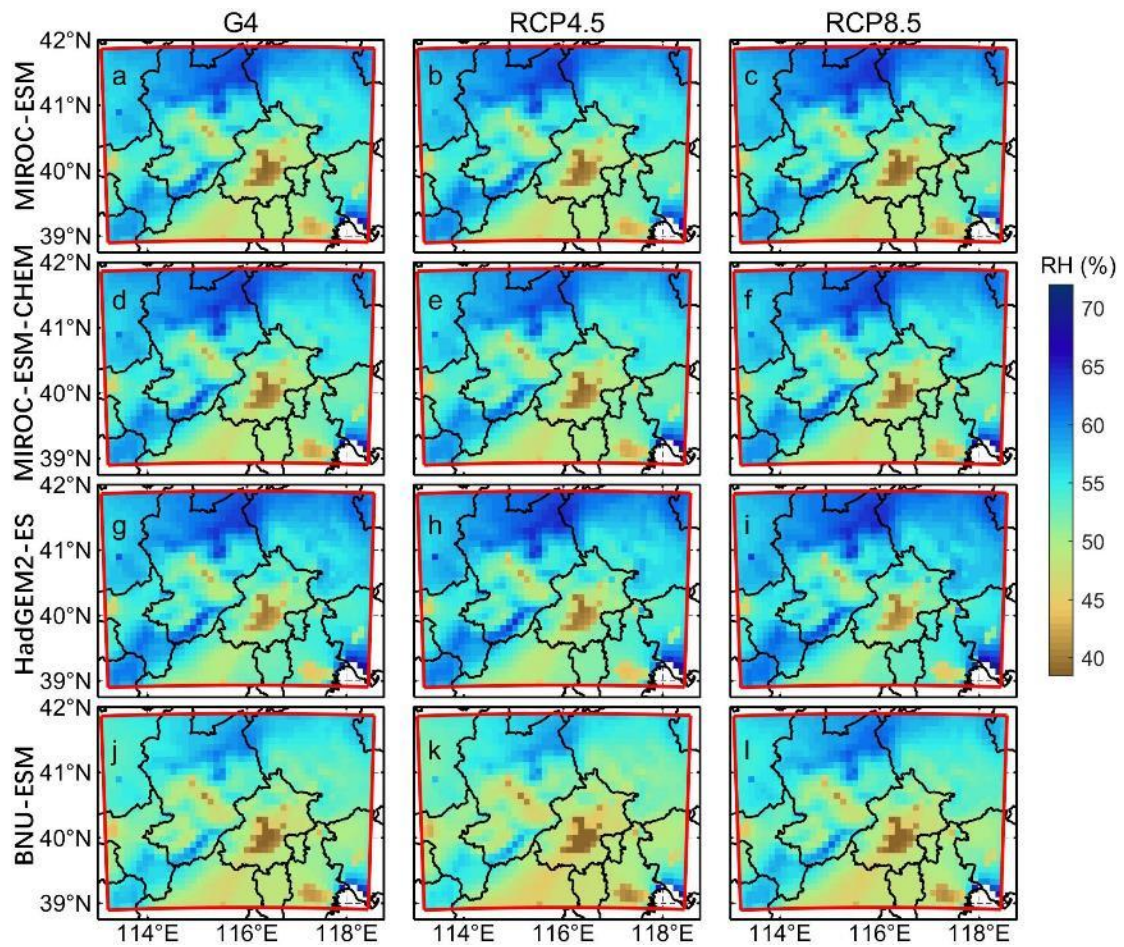 G4 RCP4.5 RCP8.5
MIROC-ESM
42°N
41°N
40°N
39°N
a b c
MIROC-ESM-CHEM
42°N
41°N
40°N
39°N
d e f
HadGEM2-ES
42°N
41°N
40°N
39°N
g h i
BNU-ESM
42°N
41°N
40°N
39°N
j k l
114°E 116°E 118°E 114°E 116°E 118°E 114°E 116°E 118°E
RH (%)
70
65
60
55
50
45
40